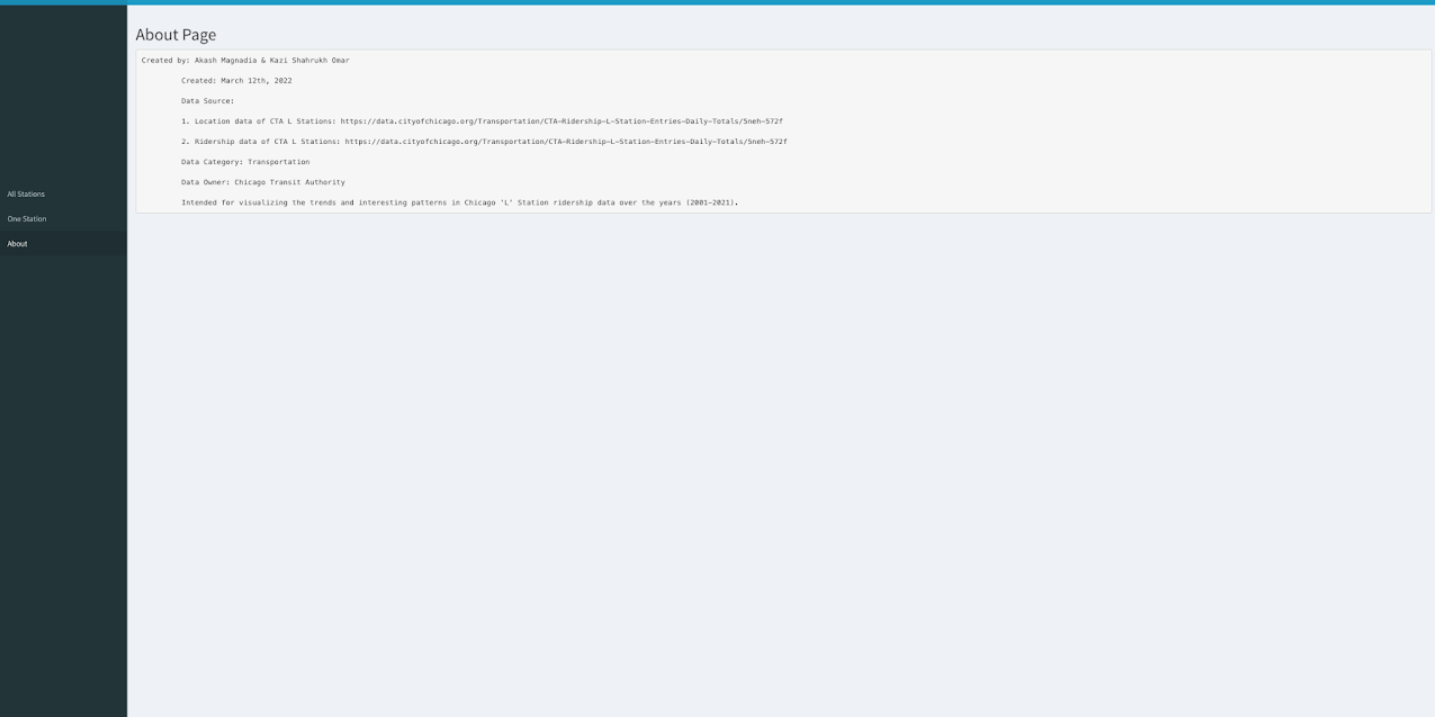 About Page
Created by: Akash Magnadia & Kazi Shahrukh Omar
Created: March 12th, 2022
Data Source:
1. Location data of CTA L Stations: https://data.cityofchicago.org/Transportation/CTA-Ridership-L-Station-Entries-Daily-Totals/5neh-572f
2. Ridership data of CTA L Stations: https://data.cityofchicago.org/Transportation/CTA-Ridership-L-Station-Entries-Daily-Totals/5neh-572f
Data Category: Transportation
Data Owner: Chicago Transit Authority
Intended for visualizing the trends and interesting patterns in Chicago 'L' Station ridership data over the years (2001-2021).
All Stations
One Station
About